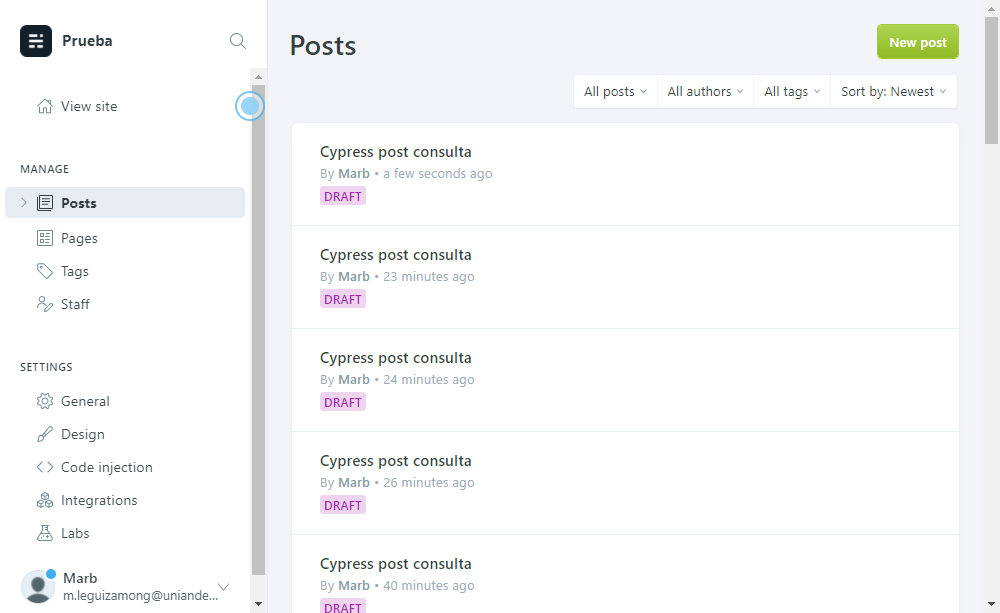 Prueba
View site
MANAGE
Posts
Pages
Tags
Staff
SETTINGS
General
Design
Code injection
Integrations
Labs
Marb
m.leguizamong@uniande...
Posts
New post
All posts
All authors
All tags
Sort by: Newest
Cypress post consulta
By Marb • a few seconds ago
DRAFT
Cypress post consulta
By Marb • 23 minutes ago
DRAFT
Cypress post consulta
By Marb • 24 minutes ago
DRAFT
Cypress post consulta
By Marb • 26 minutes ago
DRAFT
Cypress post consulta
By Marb • 40 minutes ago
DRAFT